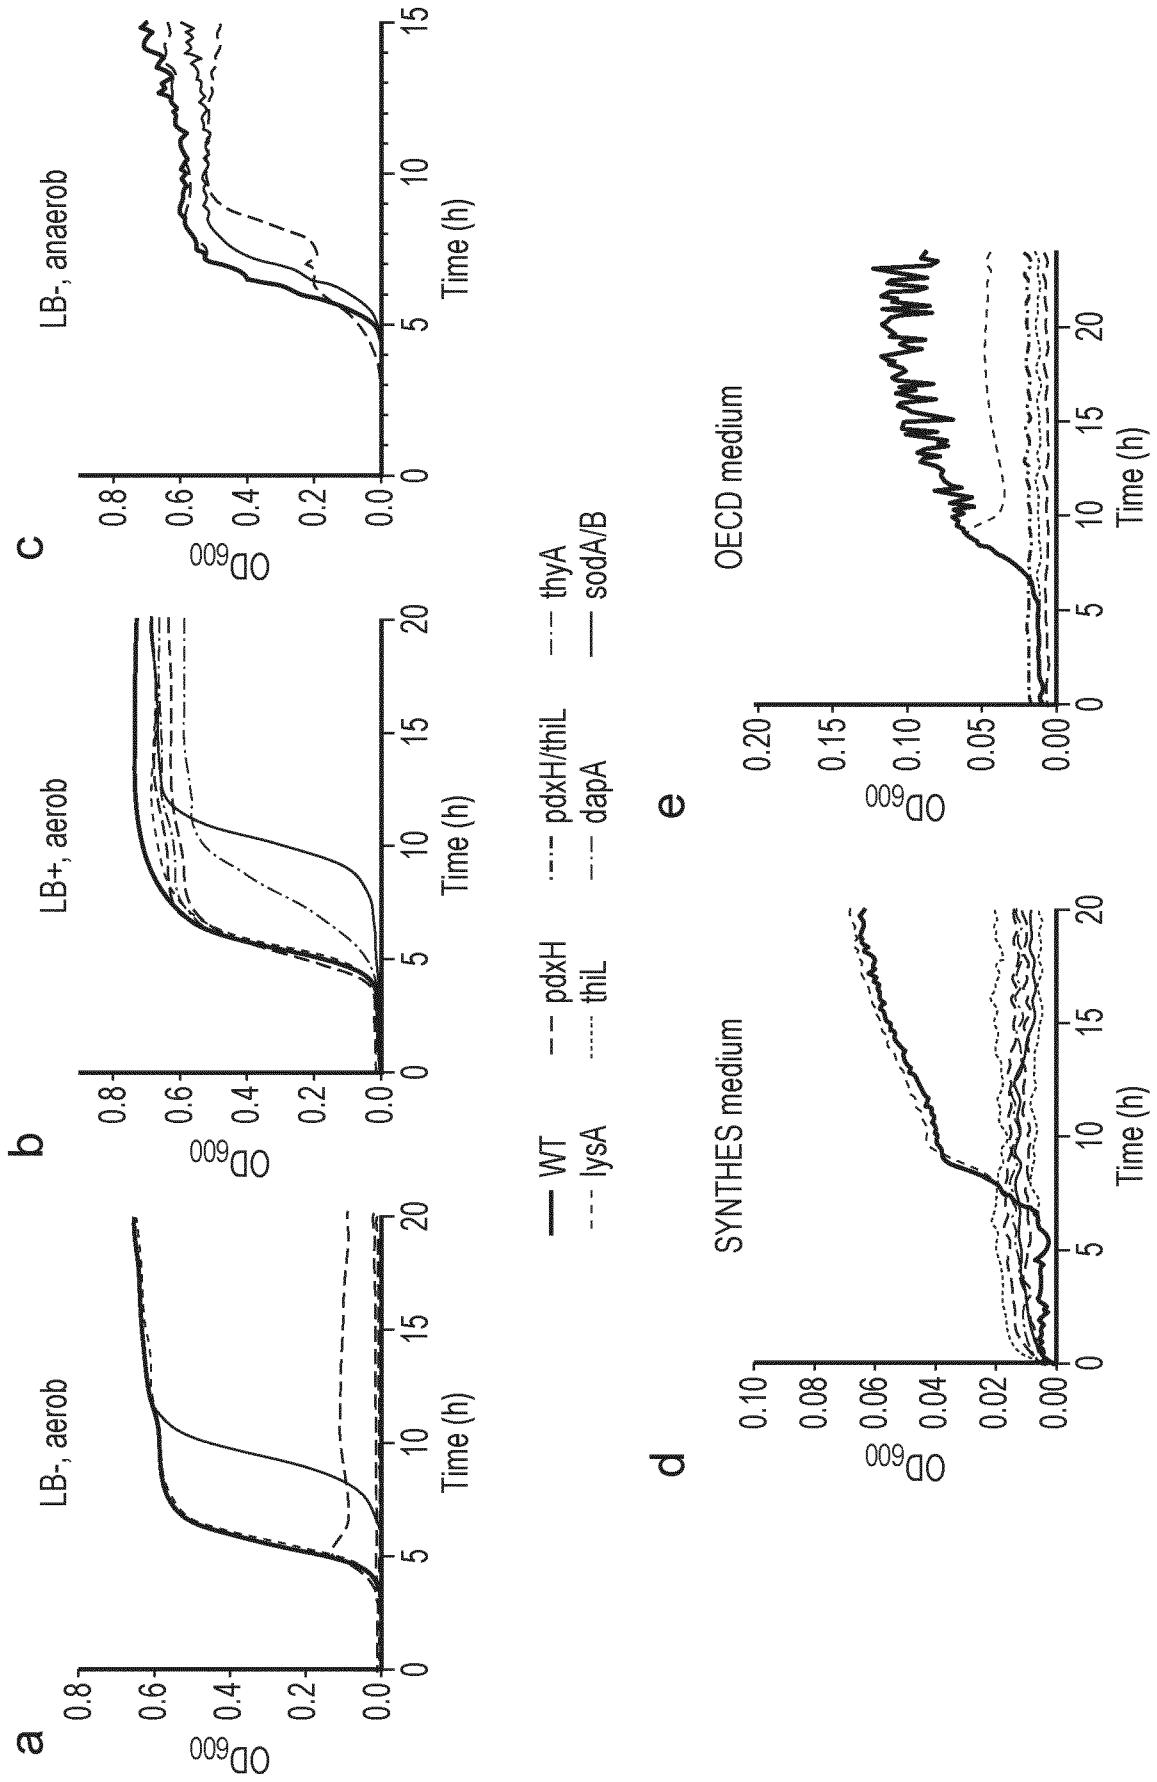 a
LB-, aerob
OD600
0.8
0.6
0.4
0.2
0.0
0 5 10 15 20
Time (h)
b
LB+, aerob
OD600
0.8
0.6
0.4
0.2
0.0
0 5 10 15 20
Time (h)
c
LB-, anaerob
OD600
0.8
0.6
0.4
0.2
0.0
0 5 10 15
Time (h)
WT pdxH pdxH/thiL thyA
lysA thiL dapA sodA/B
d
SYNTHES medium
OD600
0.10
0.08
0.06
0.04
0.02
0.00
0 5 10 15 20
Time (h)
e
OECD medium
OD600
0.20
0.15
0.10
0.05
0.00
0 5 10 15 20
Time (h)